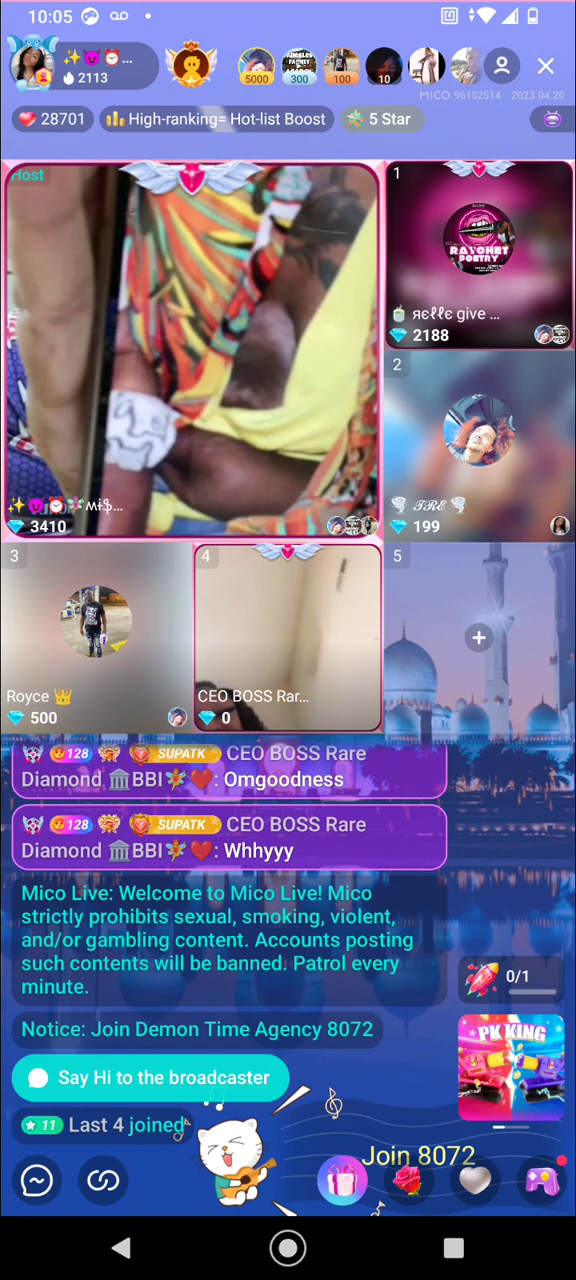 10:05
✨😈⏰...
2113
5000
300
100
10
MICO 96152514 2023.04.20
28701
High-ranking= Hot-list Boost
5 Star
Host
1
RATCHET
POETRY
🍵 яєℓℓє give ...
2188
2
🌪 𝒯𝑅𝐸 🌪
199
✨😈⏰🧚ʍɨ$...
3410
3
Royce 👑
500
4
CEO BOSS Rar...
0
5
128 SUPATK CEO BOSS Rare
Diamond 🏛BBI🧚❤️: Omgoodness
128 SUPATK CEO BOSS Rare
Diamond 🏛BBI🧚❤️: Whhyyy
Mico Live: Welcome to Mico Live! Mico
strictly prohibits sexual, smoking, violent,
and/or gambling content. Accounts posting
such contents will be banned. Patrol every
minute.
0/1
Notice: Join Demon Time Agency 8072
PK KING
Say Hi to the broadcaster
11 Last 4 joined
Join 8072